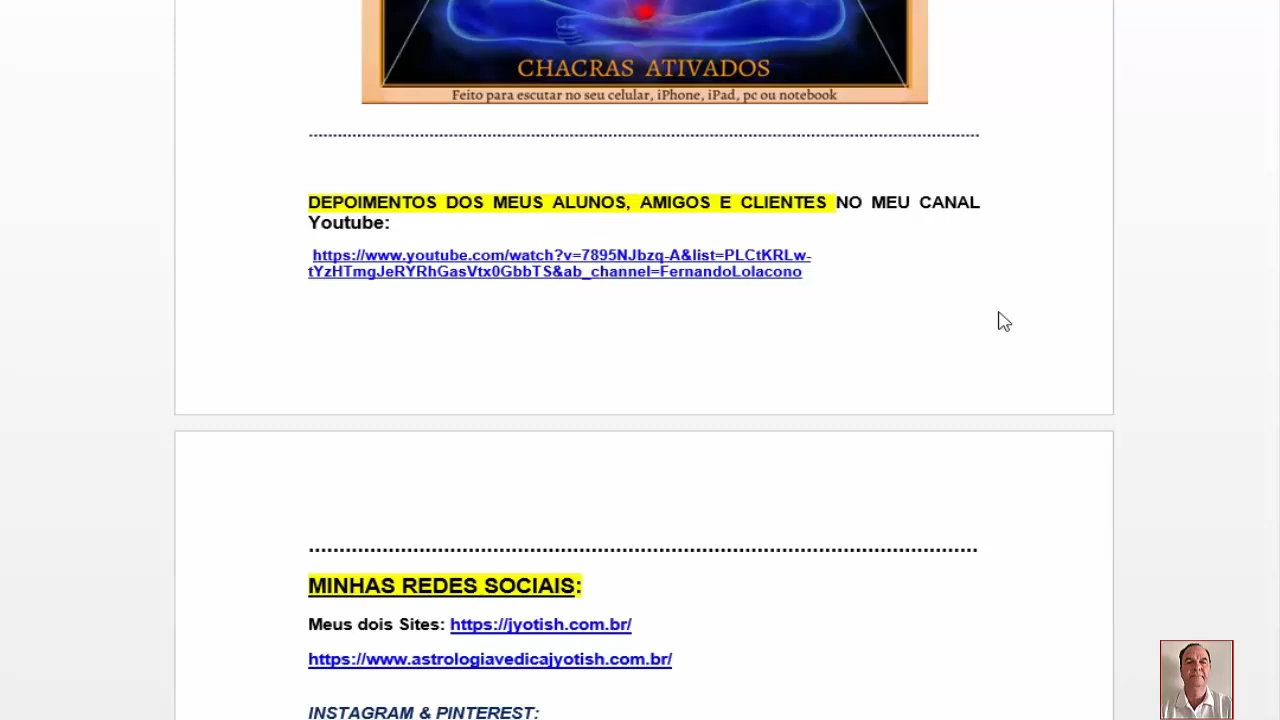 CHACRAS ATIVADOS
Feito para escutar no seu celular, iPhone, iPad, pc ou notebook
DEPOIMENTOS DOS MEUS ALUNOS, AMIGOS E CLIENTES NO MEU CANAL
Youtube:
https://www.youtube.com/watch?v=7895NJbzq-A&list=PLCtKRLw-
tYzHTmgJeRYRhGasVtx0GbbTS&ab_channel=FernandoLoIacono
MINHAS REDES SOCIAIS:
Meus dois Sites: https://jyotish.com.br/
https://www.astrologiavedicajyotish.com.br/
INSTAGRAM & PINTEREST: